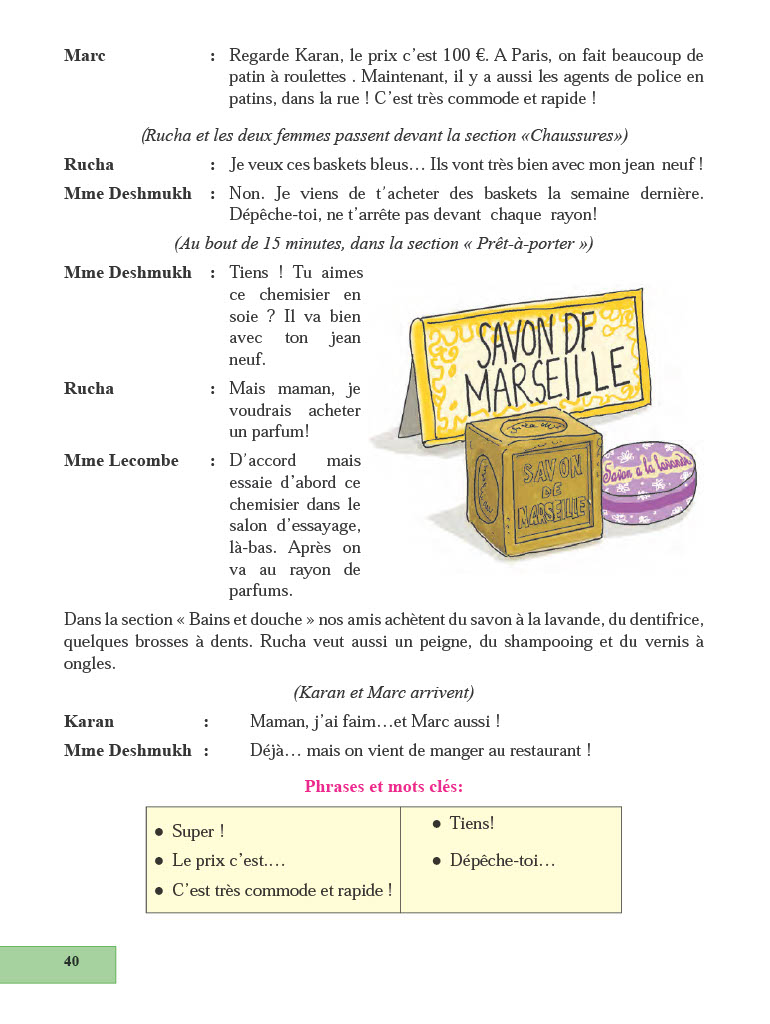 Marc : Regarde Karan, le prix c’est 100 €. A Paris, on fait beaucoup de
patin à roulettes . Maintenant, il y a aussi les agents de police en
patins, dans la rue ! C’est très commode et rapide !
(Rucha et les deux femmes passent devant la section «Chaussures»)
Rucha : Je veux ces baskets bleus… Ils vont très bien avec mon jean neuf !
Mme Deshmukh : Non. Je viens de t’acheter des baskets la semaine dernière.
Dépêche-toi, ne t’arrête pas devant chaque rayon!
(Au bout de 15 minutes, dans la section « Prêt-à-porter »)
Mme Deshmukh : Tiens ! Tu aimes
ce chemisier en
soie ? Il va bien
avec ton jean
neuf.
Rucha : Mais maman, je
voudrais acheter
un parfum!
Mme Lecombe : D’accord mais
essaie d’abord ce
chemisier dans le
salon d’essayage,
là-bas. Après on
va au rayon de
parfums.
SAVON DE
MARSEILLE
SAVON
DE
MARSEILLE
Savon a la lavande
Dans la section « Bains et douche » nos amis achètent du savon à la lavande, du dentifrice,
quelques brosses à dents. Rucha veut aussi un peigne, du shampooing et du vernis à
ongles.
(Karan et Marc arrivent)
Karan : Maman, j’ai faim…et Marc aussi !
Mme Deshmukh : Déjà… mais on vient de manger au restaurant !
Phrases et mots clés:
● Super !
● Le prix c’est.…
● C’est très commode et rapide !
● Tiens!
● Dépêche-toi…
40